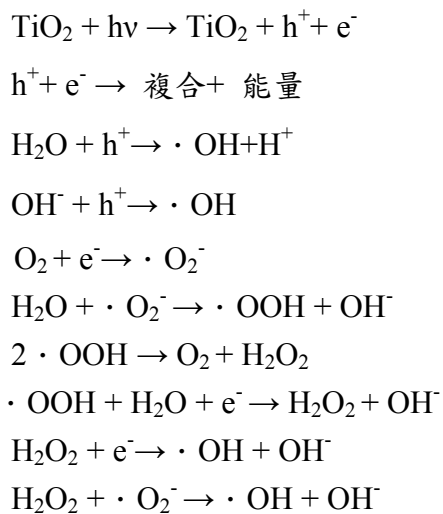 TiO₂ + hν → TiO₂ + h⁺+ e⁻
h⁺+ e⁻ → 複合+ 能量
H₂O + h⁺→ · OH+H⁺
OH⁻ + h⁺→ · OH
O₂ + e⁻→ · O₂⁻
H₂O + · O₂⁻ → · OOH + OH⁻
2 · OOH → O₂ + H₂O₂
· OOH + H₂O + e⁻ → H₂O₂ + OH⁻
H₂O₂ + e⁻→ · OH + OH⁻
H₂O₂ + · O₂⁻→ · OH + OH⁻